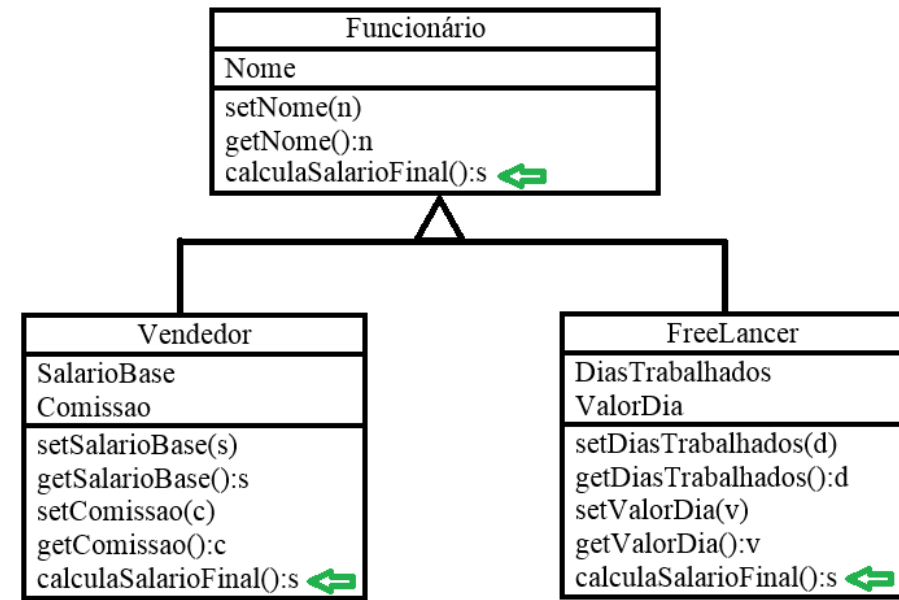 Funcionário
Nome
setNome(n)
getNome():n
calculaSalarioFinal():s
Vendedor
SalarioBase
Comissao
setSalarioBase(s)
getSalarioBase():s
setComissao(c)
getComissao():c
calculaSalarioFinal():s
FreeLancer
DiasTrabalhados
ValorDia
setDiasTrabalhados(d)
getDiasTrabalhados():d
setValorDia(v)
getValorDia():v
calculaSalarioFinal():s